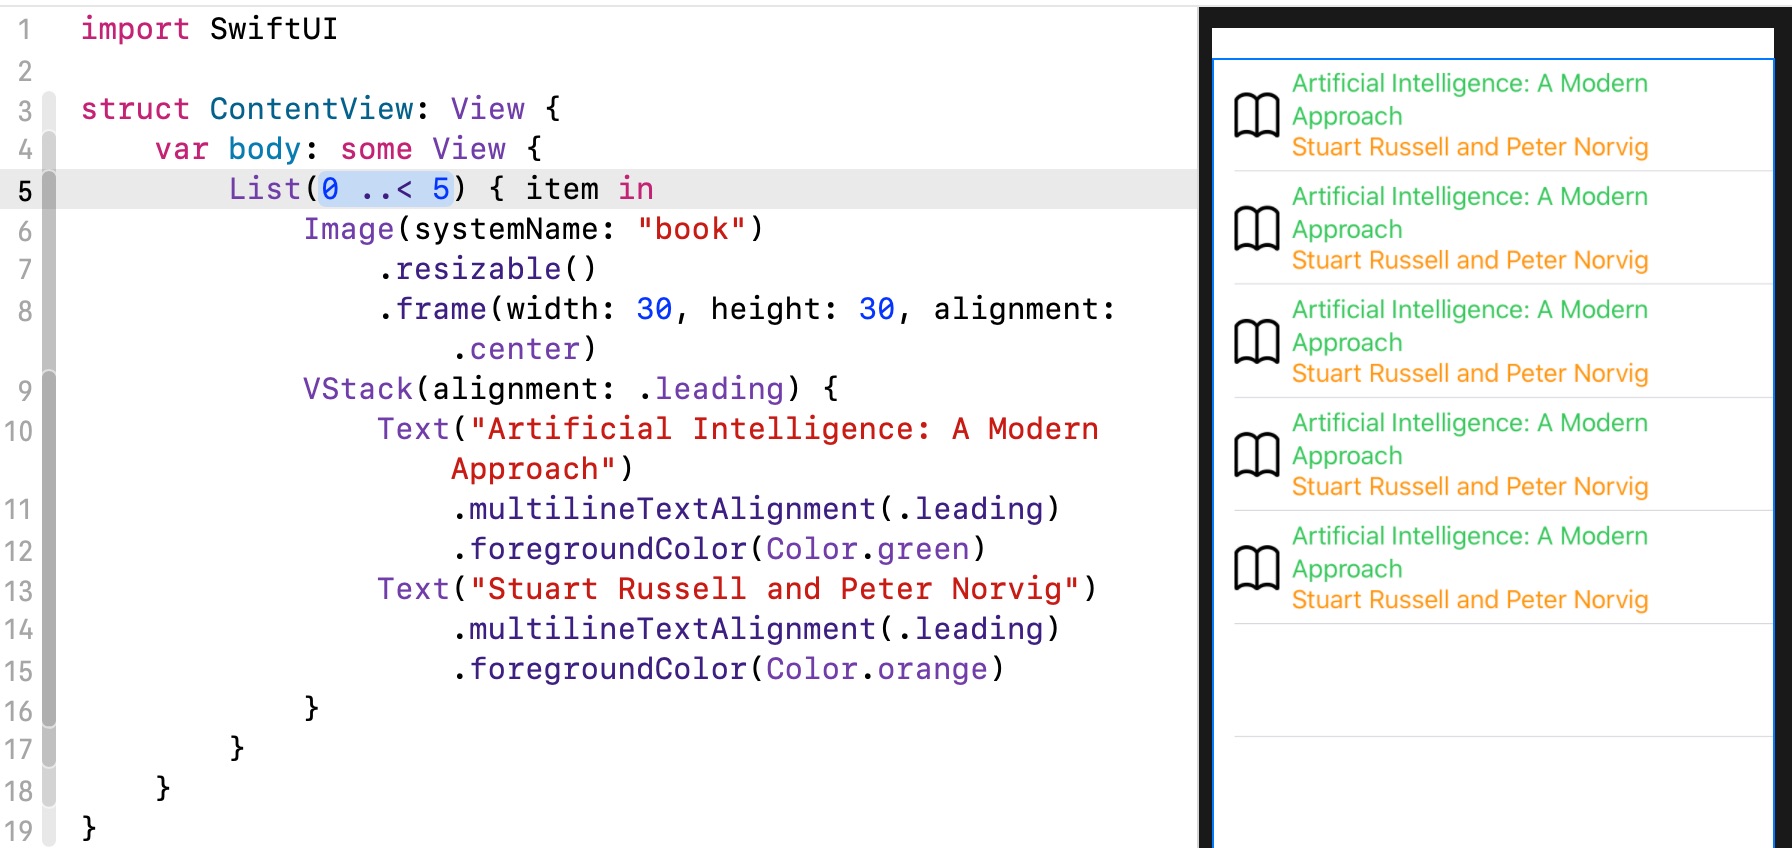 1 import SwiftUI
2
3 struct ContentView: View {
4 var body: some View {
5 List(0 ..< 5) { item in
6 Image(systemName: "book")
7 .resizable()
8 .frame(width: 30, height: 30, alignment:
.center)
9 VStack(alignment: .leading) {
10 Text("Artificial Intelligence: A Modern
Approach")
11 .multilineTextAlignment(.leading)
12 .foregroundColor(Color.green)
13 Text("Stuart Russell and Peter Norvig")
14 .multilineTextAlignment(.leading)
15 .foregroundColor(Color.orange)
16 }
17 }
18 }
19 }
Artificial Intelligence: A Modern
Approach
Stuart Russell and Peter Norvig
Artificial Intelligence: A Modern
Approach
Stuart Russell and Peter Norvig
Artificial Intelligence: A Modern
Approach
Stuart Russell and Peter Norvig
Artificial Intelligence: A Modern
Approach
Stuart Russell and Peter Norvig
Artificial Intelligence: A Modern
Approach
Stuart Russell and Peter Norvig